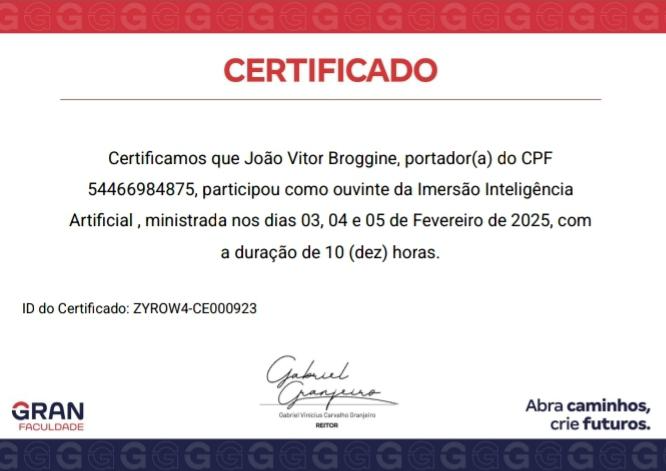 CERTIFICADO
Certificamos que João Vitor Broggine, portador(a) do CPF
54466984875, participou como ouvinte da Imersão Inteligência
Artificial , ministrada nos dias 03, 04 e 05 de Fevereiro de 2025, com
a duração de 10 (dez) horas.
ID do Certificado: ZYROW4-CE000923
Gabriel
Granjeiro
Gabriel Vinicius Carvalho Granjeiro
REITOR
GRAN
FACULDADE
Abra caminhos,
crie futuros.